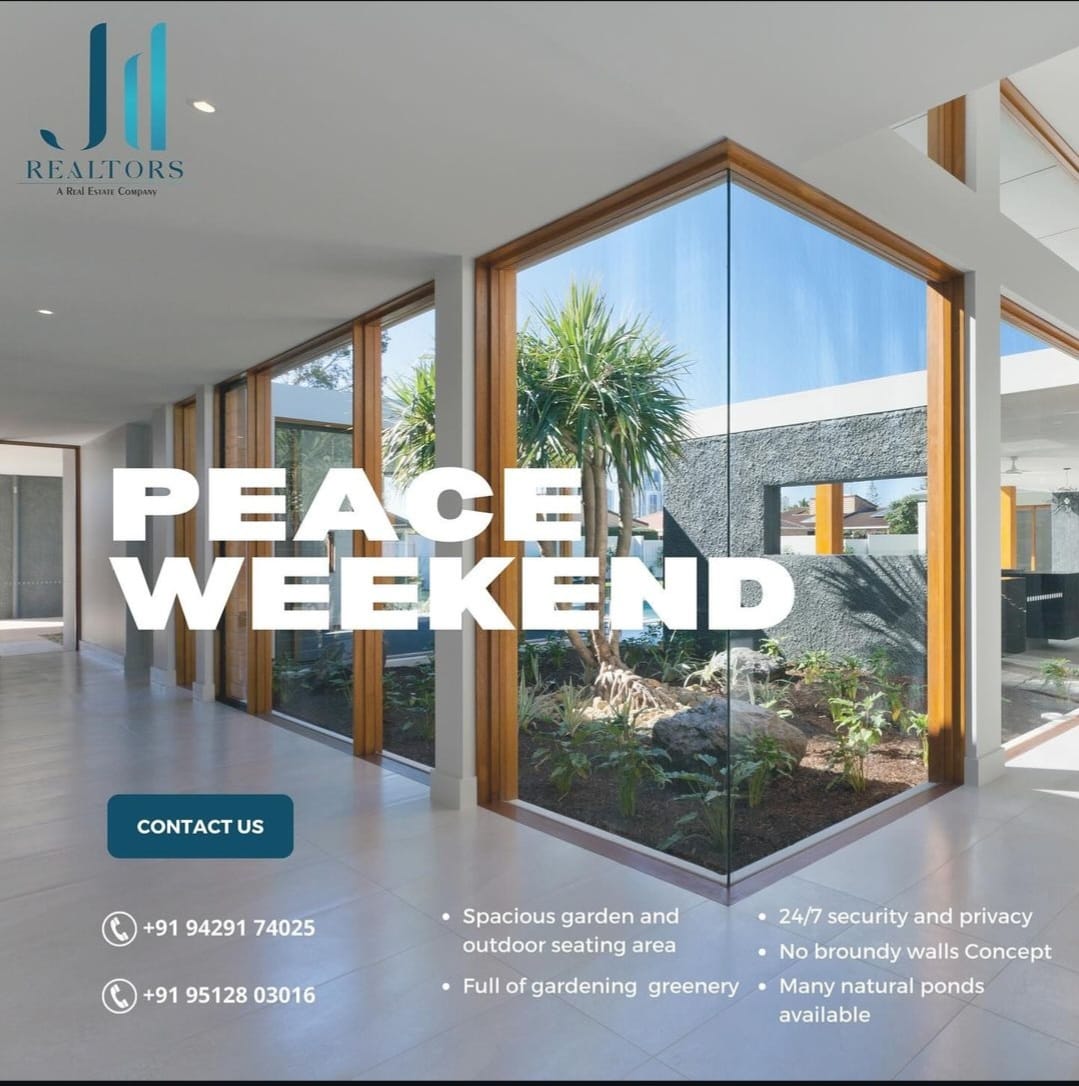 Jd
REALTORS
A Real Estate Company
PEACE
WEEKEND
CONTACT US
+91 94291 74025
+91 95128 03016
• Spacious garden and
outdoor seating area
• Full of gardening greenery
• 24/7 security and privacy
• No broundy walls Concept
• Many natural ponds
available